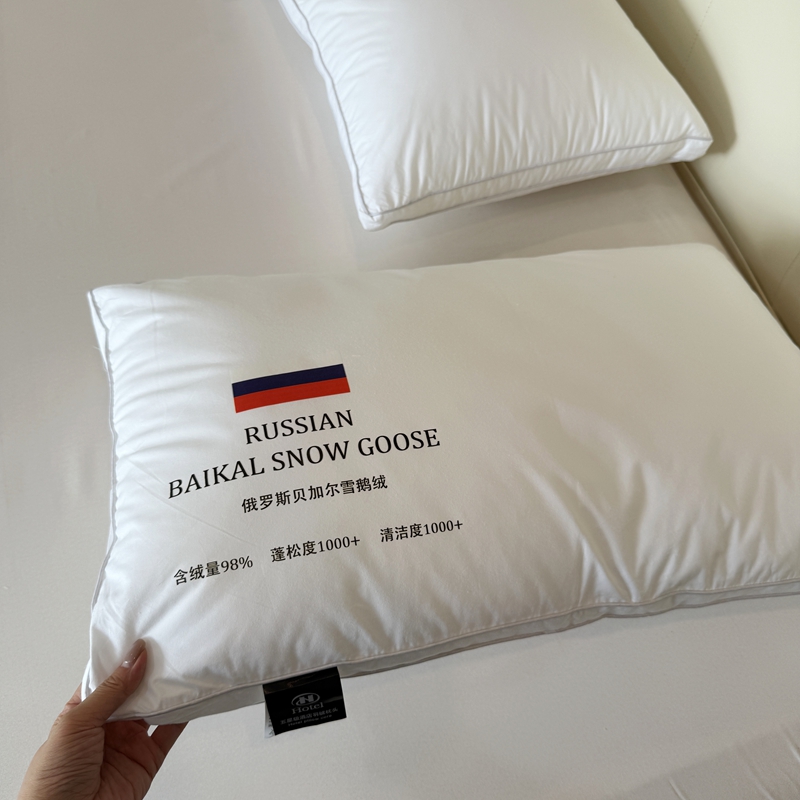 RUSSIAN
BAIKAL SNOW GOOSE
俄罗斯贝加尔雪鹅绒
含绒量98% 蓬松度1000+ 清洁度1000+
Hotel